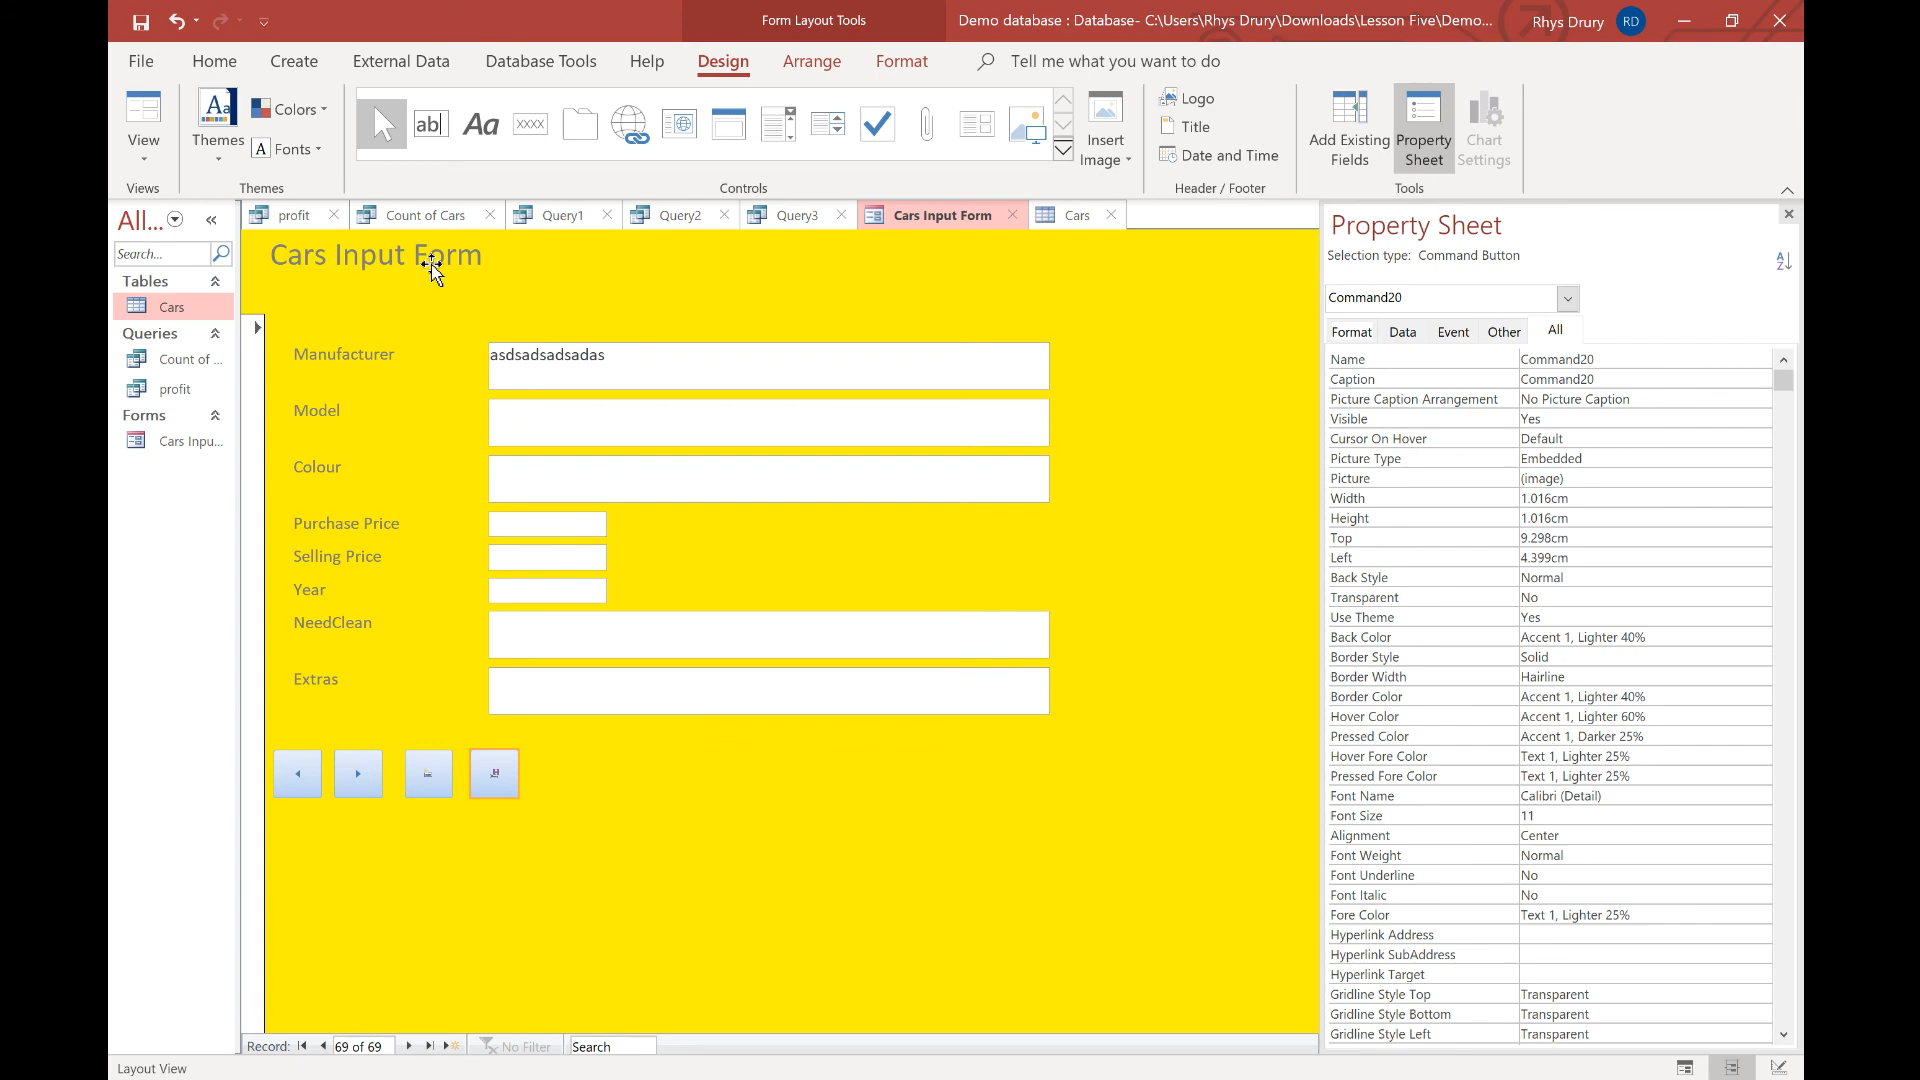 Form Layout Tools
Demo database : Database- C:\Users\Rhys Drury\Downloads\Lesson Five\Demo...
Rhys Drury
RD
File
Home
Create
External Data
Database Tools
Help
Design
Arrange
Format
Tell me what you want to do
View
Views
Aa
Themes
Colors
A Fonts
Themes
ab|
Aa
XXXX
Controls
Insert Image
Logo
Title
Date and Time
Header / Footer
Add Existing Fields
Property Sheet
Chart Settings
Tools
All...
Search...
Tables
Cars
Queries
Count of ...
profit
Forms
Cars Inpu...
profit
Count of Cars
Query1
Query2
Query3
Cars Input Form
Cars
Cars Input Form
Manufacturer
asdsadsadsadas
Model
Colour
Purchase Price
Selling Price
Year
NeedClean
Extras
Record:
69 of 69
No Filter
Search
Property Sheet
Selection type: Command Button
Command20
Format
Data
Event
Other
All
Name Command20
Caption Command20
Picture Caption Arrangement No Picture Caption
Visible Yes
Cursor On Hover Default
Picture Type Embedded
Picture (image)
Width 1.016cm
Height 1.016cm
Top 9.298cm
Left 4.399cm
Back Style Normal
Transparent No
Use Theme Yes
Back Color Accent 1, Lighter 40%
Border Style Solid
Border Width Hairline
Border Color Accent 1, Lighter 40%
Hover Color Accent 1, Lighter 60%
Pressed Color Accent 1, Darker 25%
Hover Fore Color Text 1, Lighter 25%
Pressed Fore Color Text 1, Lighter 25%
Font Name Calibri (Detail)
Font Size 11
Alignment Center
Font Weight Normal
Font Underline No
Font Italic No
Fore Color Text 1, Lighter 25%
Hyperlink Address
Hyperlink SubAddress
Hyperlink Target
Gridline Style Top Transparent
Gridline Style Bottom Transparent
Gridline Style Left Transparent
Layout View